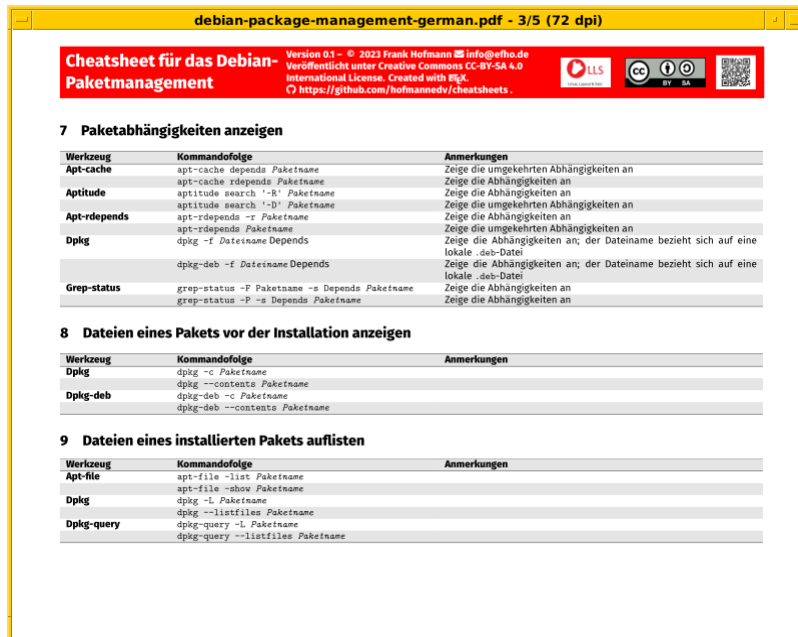 debian-package-management-german.pdf - 3/5 (72 dpi)
Cheatsheet für das Debian-
Paketmanagement
Version 0.1 – © 2023 Frank Hofmann ✉ info@efho.de
Veröffentlicht unter Creative Commons CC-BY-SA 4.0
International License. Created with LaTeX.
https://github.com/hofmannedv/cheatsheets .
LLS
cc
BY SA
7 Paketabhängigkeiten anzeigen
Werkzeug Kommandofolge Anmerkungen
Apt-cache apt-cache depends Paketname Zeige die umgekehrten Abhängigkeiten an
apt-cache rdepends Paketname Zeige die Abhängigkeiten an
Aptitude aptitude search '-R' Paketname Zeige die Abhängigkeiten an
aptitude search '-D' Paketname Zeige die umgekehrten Abhängigkeiten an
Apt-rdepends apt-rdepends -r Paketname Zeige die Abhängigkeiten an
apt-rdepends Paketname Zeige die umgekehrten Abhängigkeiten an
Dpkg dpkg -f Dateiname Depends Zeige die Abhängigkeiten an; der Dateiname bezieht sich auf eine
lokale .deb-Datei
dpkg-deb -f Dateiname Depends Zeige die Abhängigkeiten an; der Dateiname bezieht sich auf eine
lokale .deb-Datei
Grep-status grep-status -F Paketname -s Depends Paketname Zeige die Abhängigkeiten an
grep-status -P -s Depends Paketname Zeige die Abhängigkeiten an
8 Dateien eines Pakets vor der Installation anzeigen
Werkzeug Kommandofolge Anmerkungen
Dpkg dpkg -c Paketname
dpkg --contents Paketname
Dpkg-deb dpkg-deb -c Paketname
dpkg-deb --contents Paketname
9 Dateien eines installierten Pakets auflisten
Werkzeug Kommandofolge Anmerkungen
Apt-file apt-file -list Paketname
apt-file -show Paketname
Dpkg dpkg -L Paketname
dpkg --listfiles Paketname
Dpkg-query dpkg-query -L Paketname
dpkg-query --listfiles Paketname